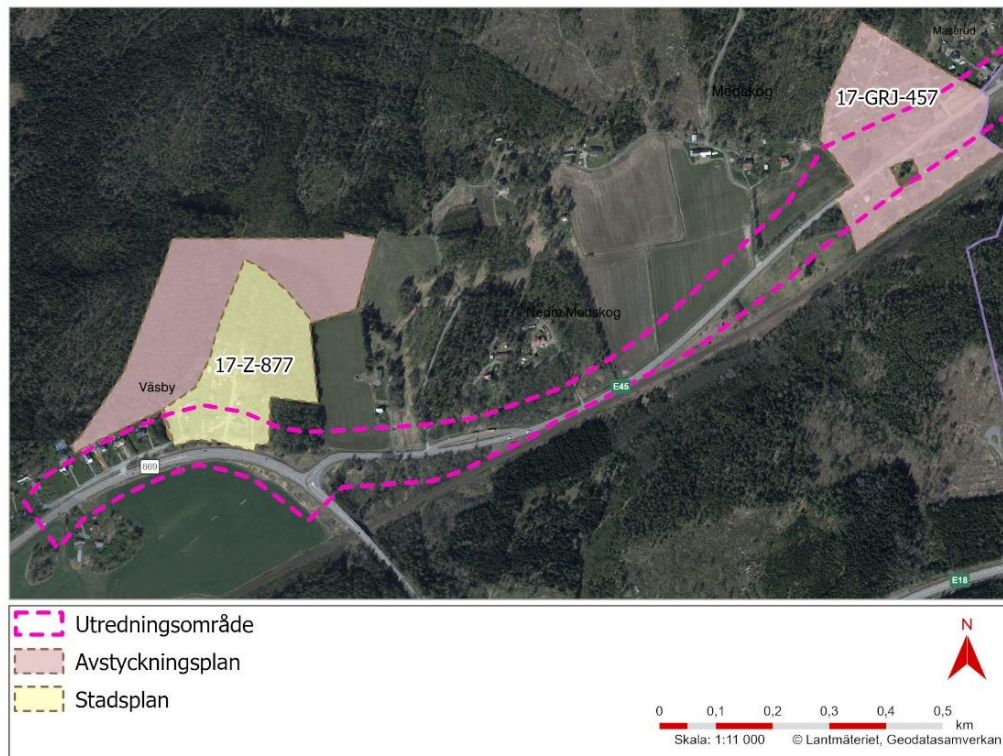 Måserud
Medskog
17-GRJ-457
Nedre Medskog
17-Z-877
Väsby
E45
669
E18
Utredningsområde
Avstyckningsplan
Stadsplan
N
0 0,1 0,2 0,3 0,4 0,5
km
Skala: 1:11 000 © Lantmäteriet, Geodatasamverkan